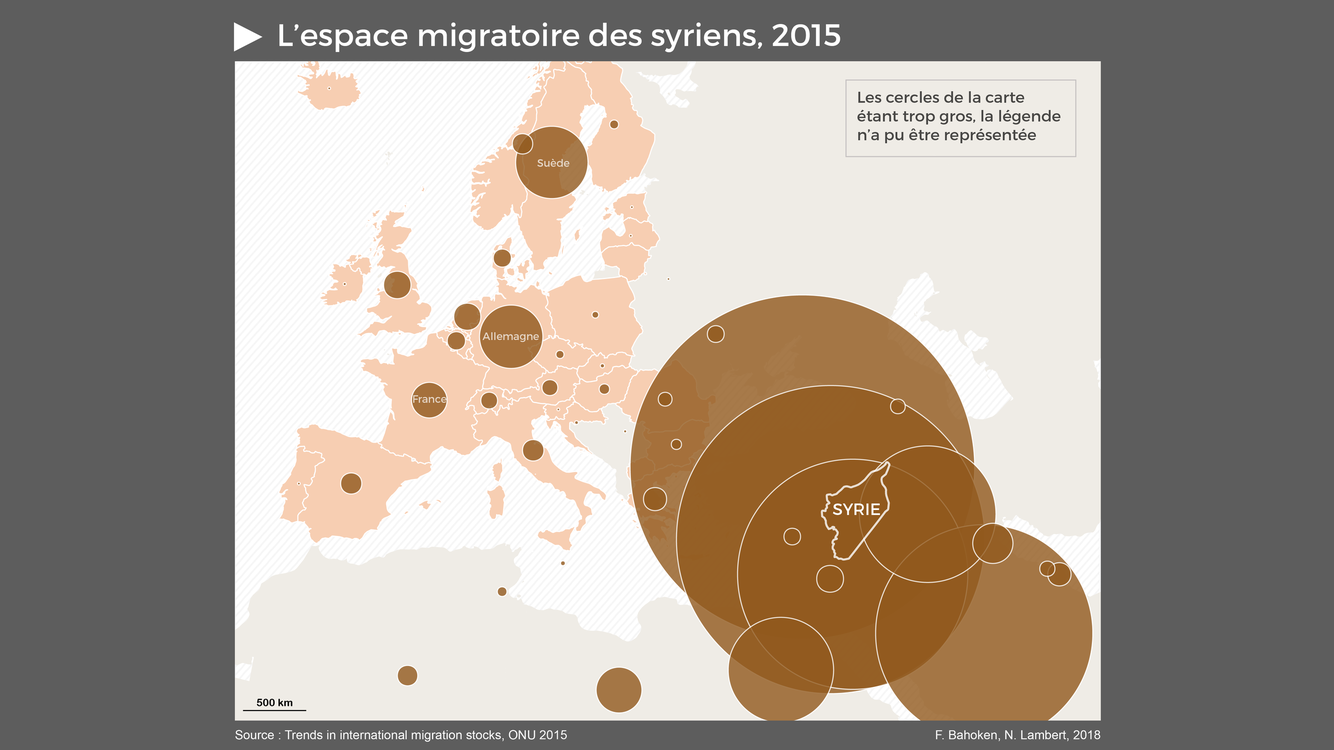 L’espace migratoire des syriens, 2015
Les cercles de la carte
étant trop gros, la légende
n’a pu être représentée
Suède
Allemagne
France
SYRIE
500 km
Source : Trends in international migration stocks, ONU 2015
F. Bahoken, N. Lambert, 2018